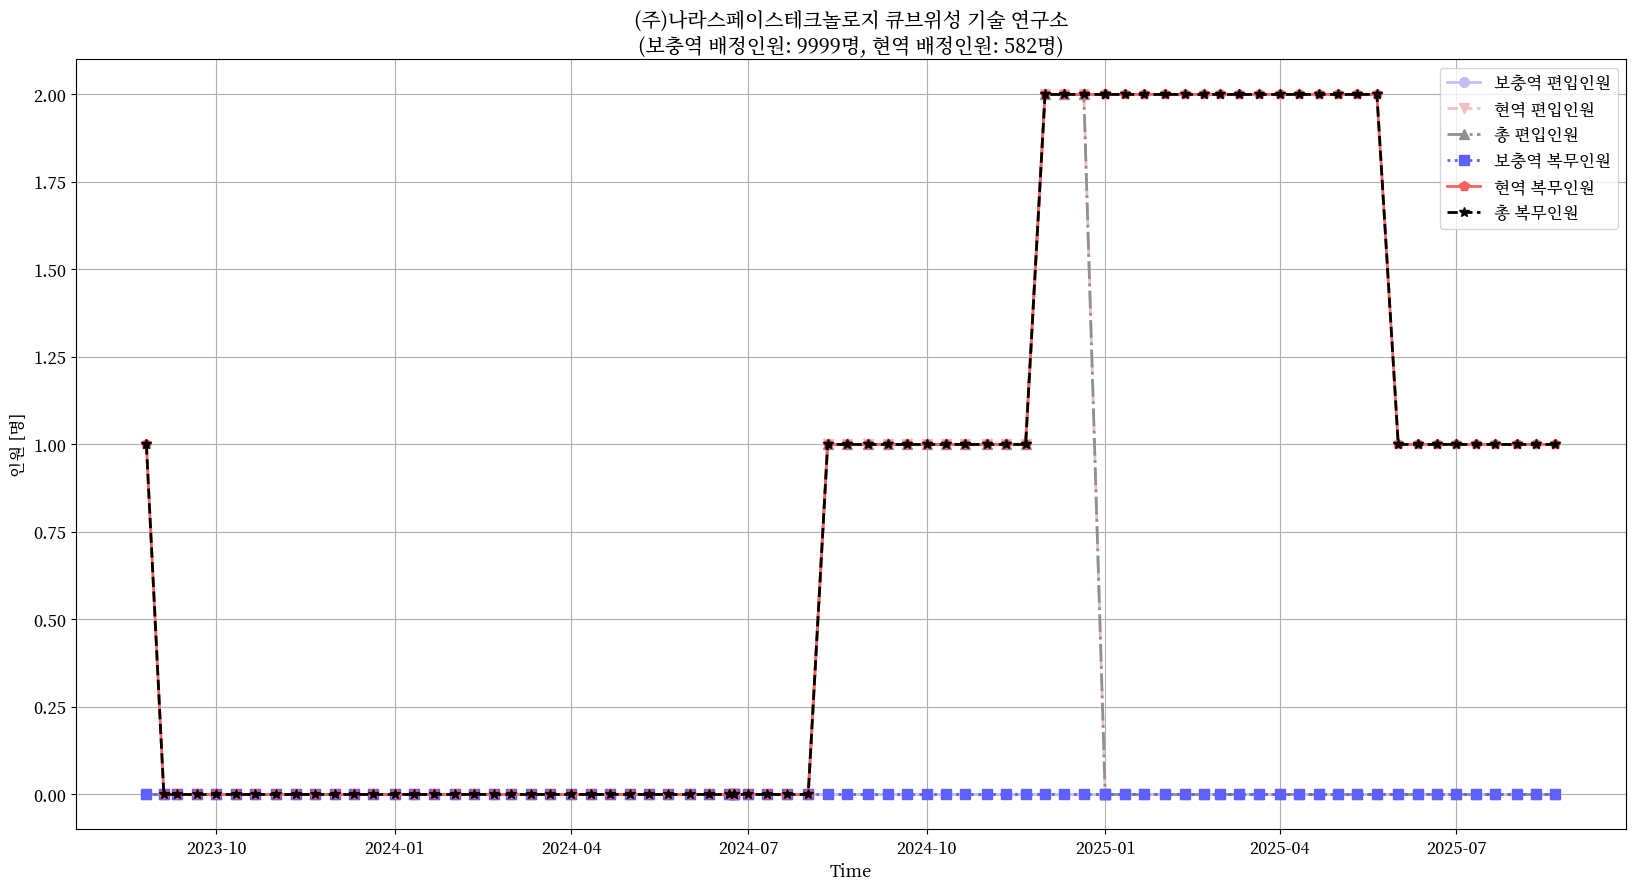 (주)나라스페이스테크놀로지 큐브위성 기술 연구소
(보충역 배정인원: 9999명, 현역 배정인원: 582명)
보충역 편입인원
현역 편입인원
총 편입인원
보충역 복무인원
현역 복무인원
총 복무인원
인원 [명]
2.00
1.75
1.50
1.25
1.00
0.75
0.50
0.25
0.00
2023-10
2024-01
2024-04
2024-07
2024-10
2025-01
2025-04
2025-07
Time